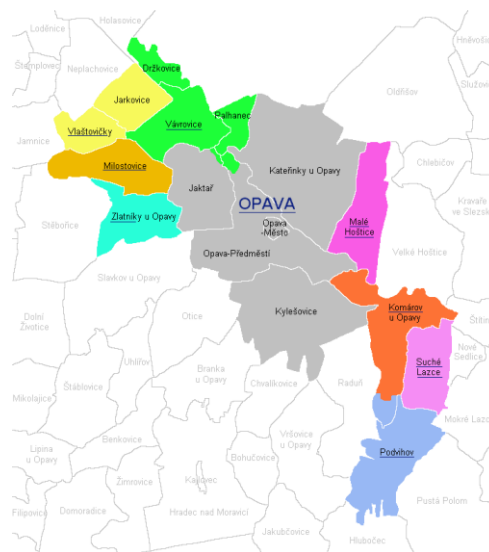 Holasovice
Loděnice
Hněvošice
Držkovice
Štemplovec
Neplachovice
Služovice
Oldřišov
Jarkovice
Palhanec
Vávrovice
Vlaštovičky
Jamnice
Milostovice
Kateřinky u Opavy
Chlebičov
Jaktař
Kravaře
ve Slezsku
OPAVA
Zlatníky u Opavy
Opava
-Město
Malé
Hoštice
Stěbořice
Opava-Předměstí
Velké Hoštice
Slavkov u Opavy
Komárov
u Opavy
Kylešovice
Dolní
Životice
Otice
Nové
Sedlice
Uhlířov
Suché
Lazce
Branka
u Opavy
Chvalíkovice
Raduň
Štáblovice
Mikolajice
Mokré Lazce
Vršovice
u Opavy
Bohučovice
Lipina
u Opavy
Benkovice
Podvihov
Žimrovice
Kajlovec
Pustá Polom
Filipovice
Domoradice
Hradec nad Moravicí
Jakubčovice
Hlubočec